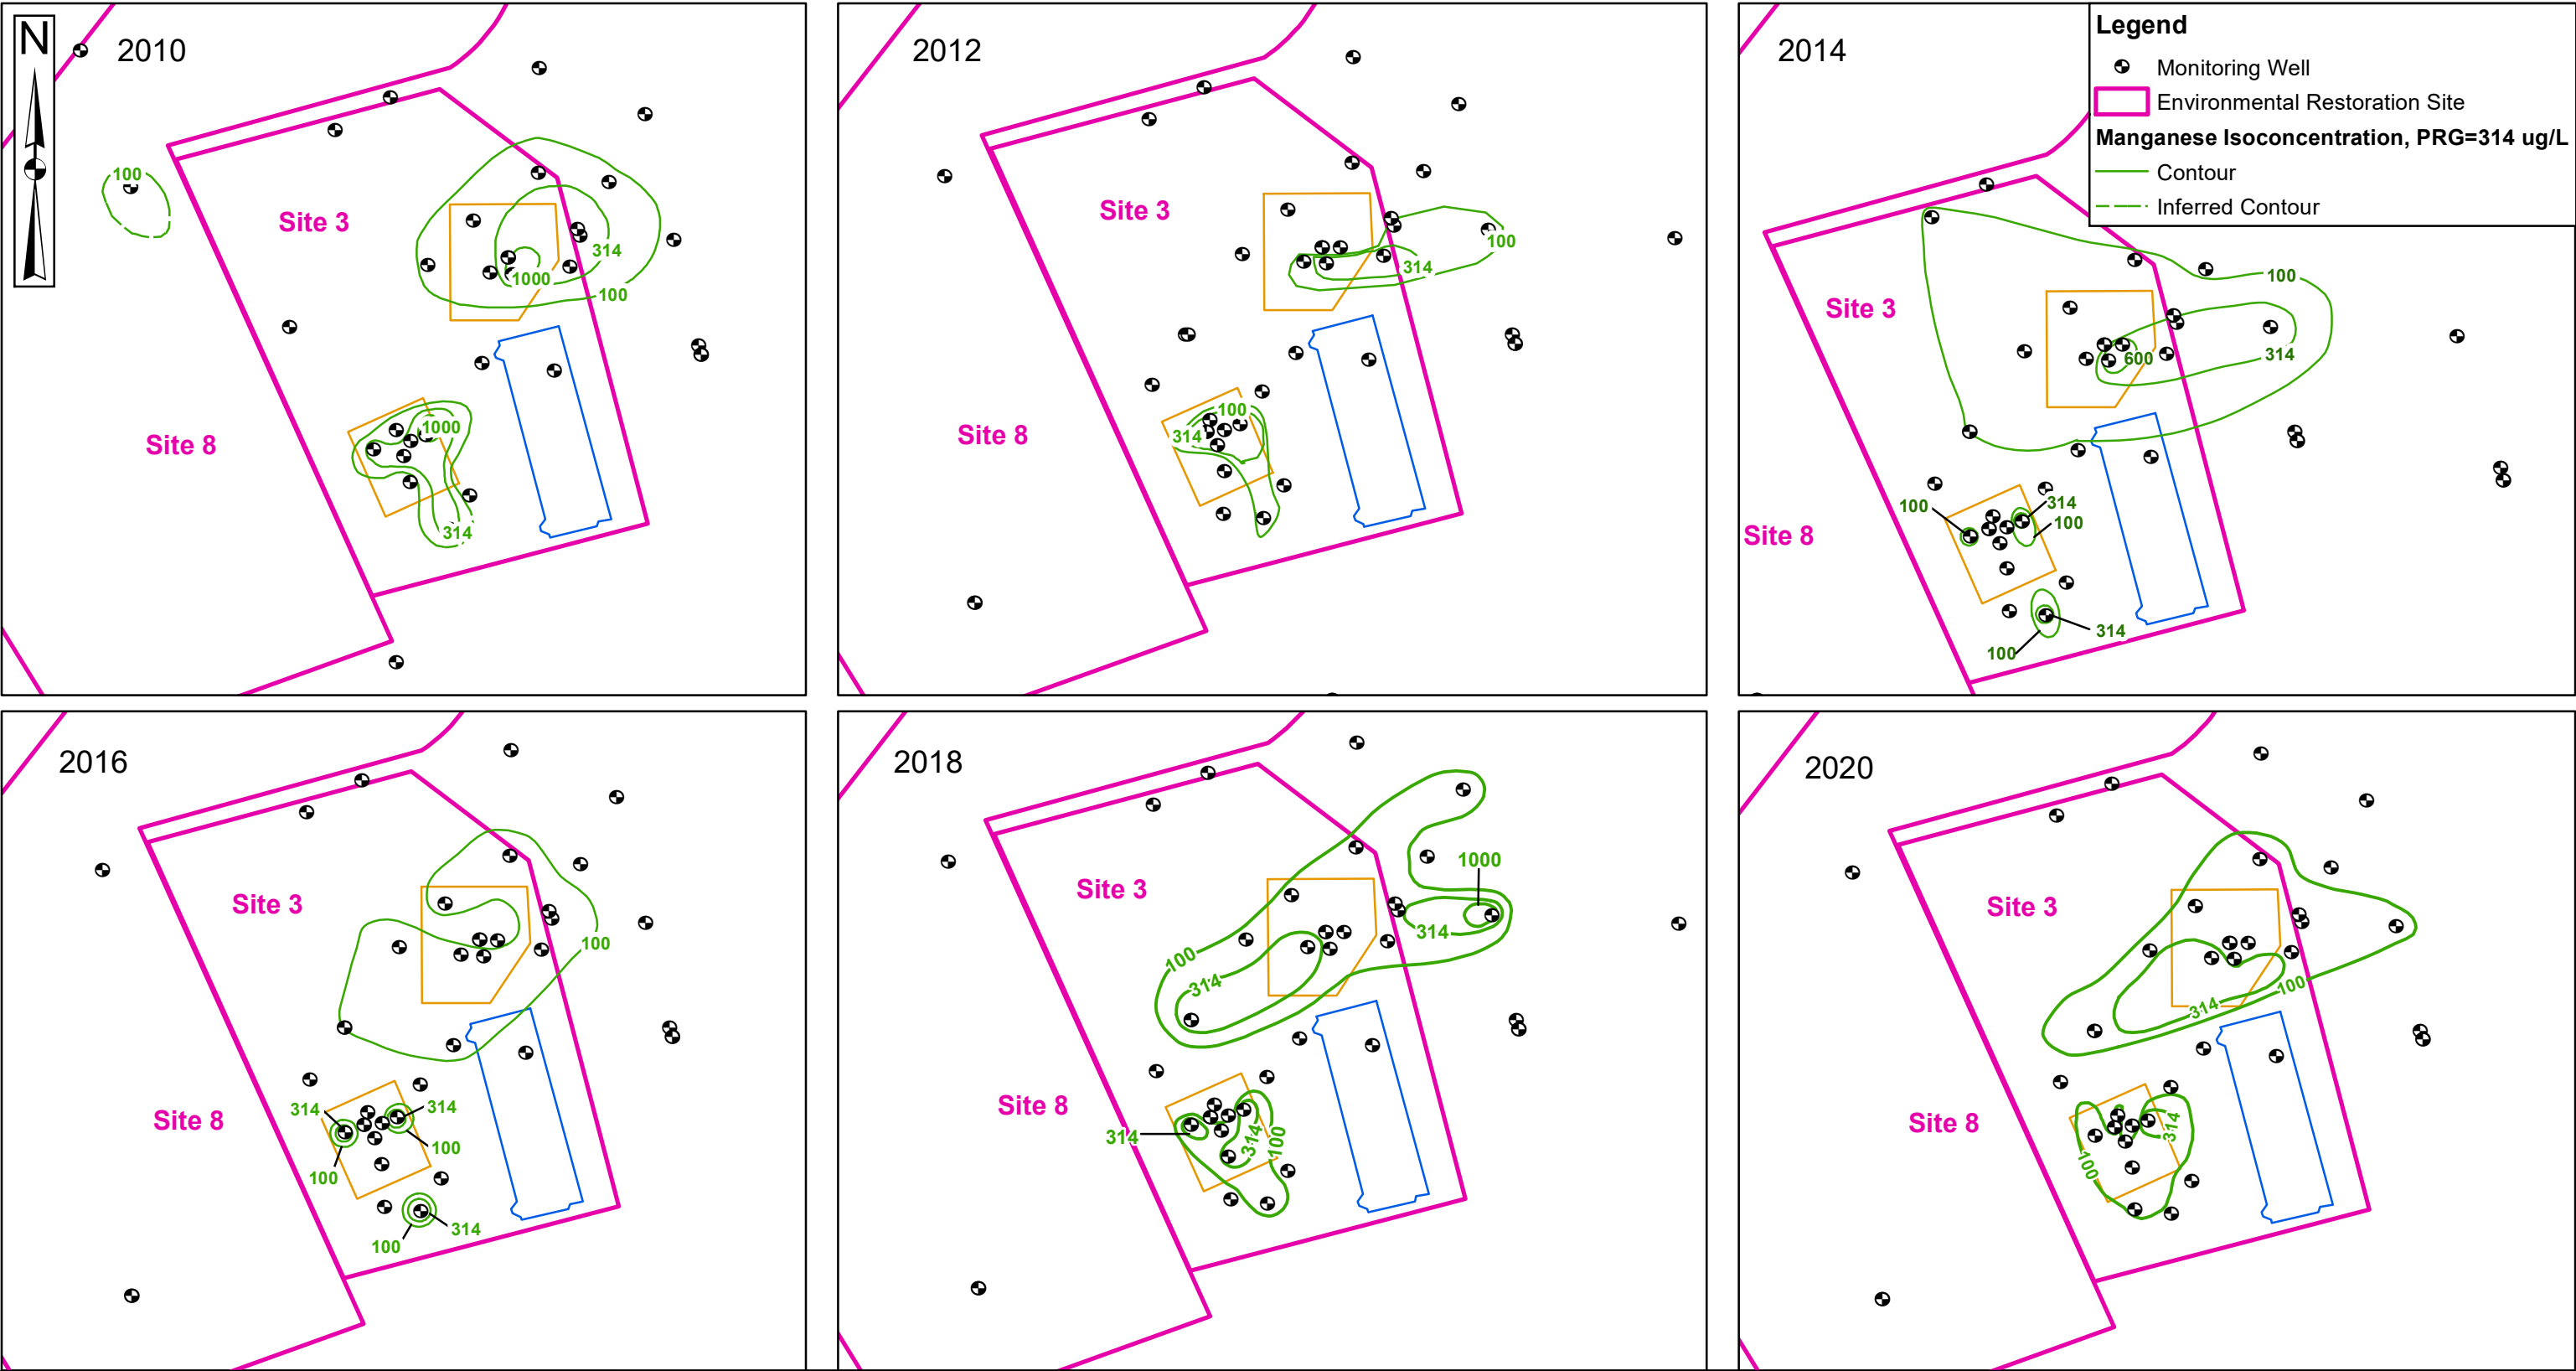 N
2010
100
Site 3
314
1000
100
Site 8
1000
314
2012
Site 3
100
314
100
314
Site 8
2014
Legend
Monitoring Well
Environmental Restoration Site
Manganese Isoconcentration, PRG=314 ug/L
Contour
Inferred Contour
100
Site 3
600
314
100
314
100
Site 8
314
100
2016
Site 3
100
314
314
Site 8
100
100
314
100
2018
1000
Site 3
314
100
314
Site 8
314
314
100
2020
Site 3
100
314
Site 8
314
100